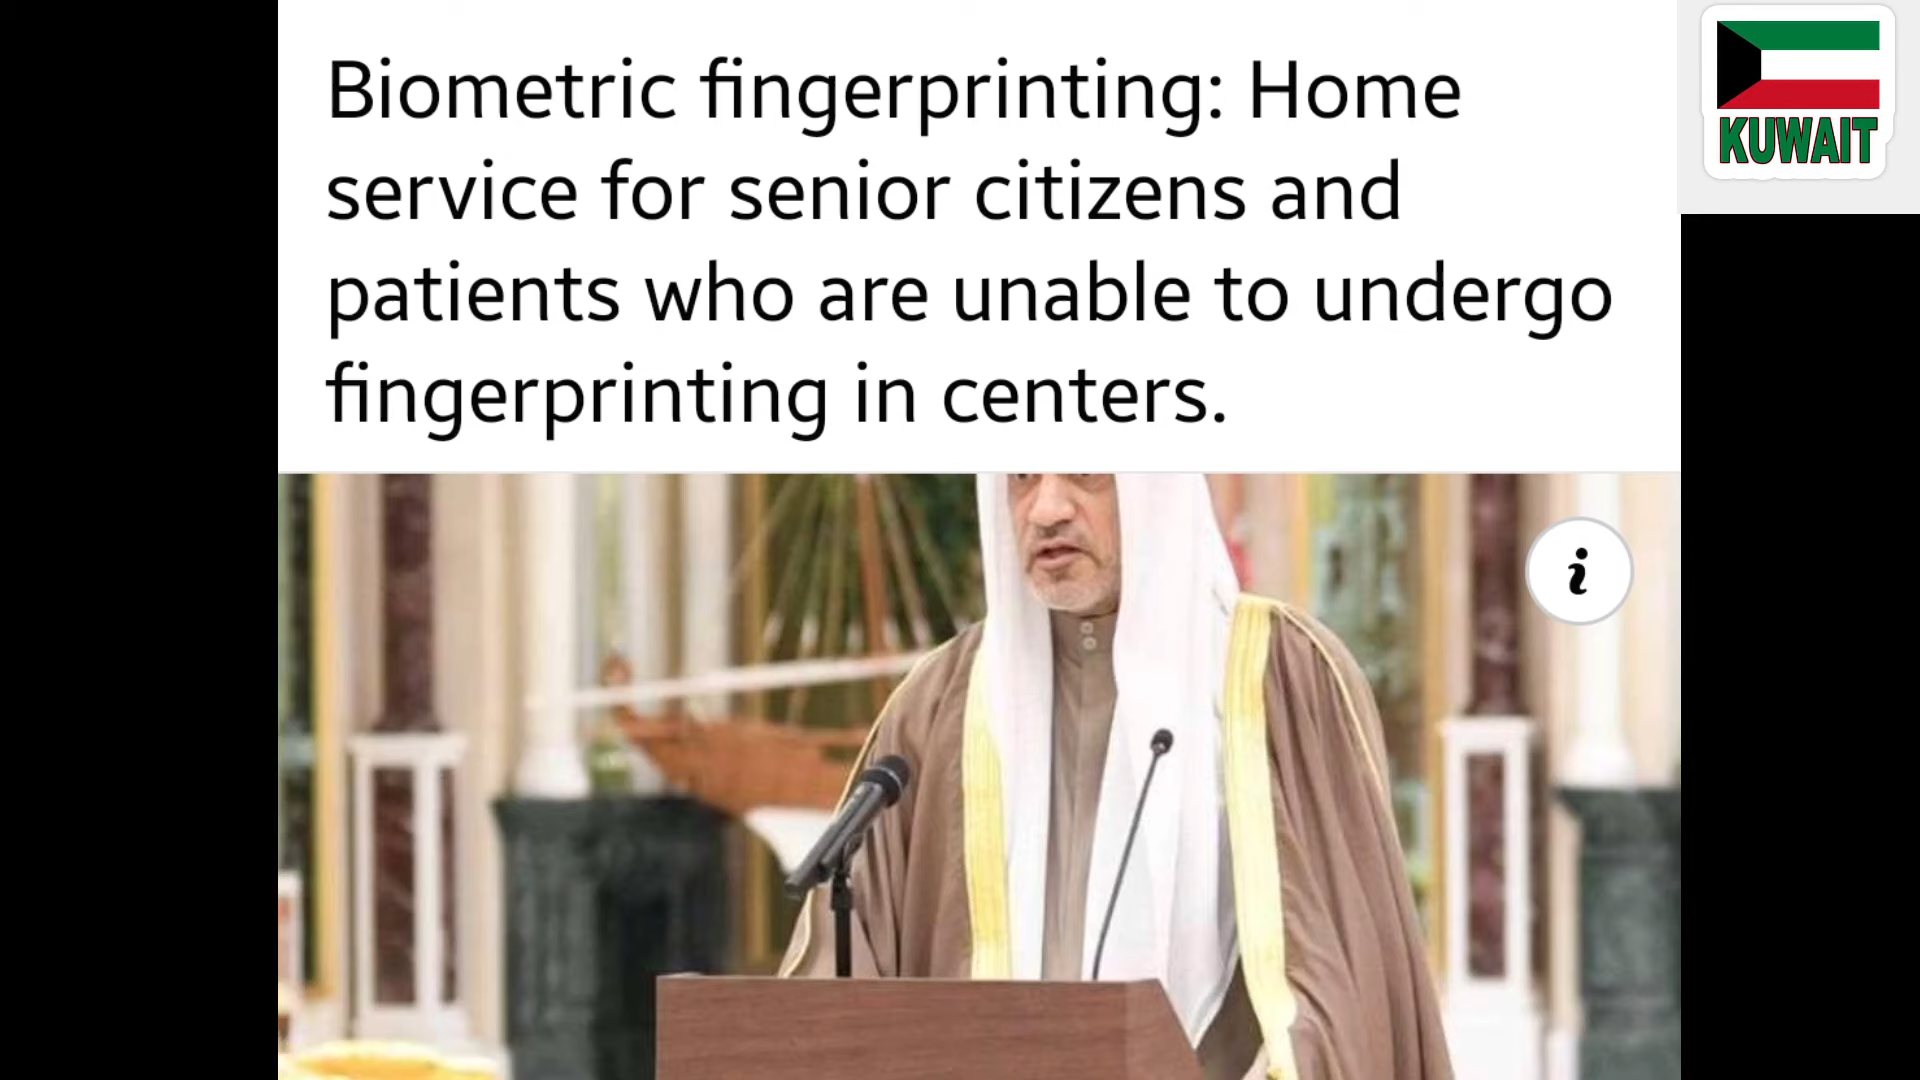 Biometric fingerprinting: Home
service for senior citizens and
patients who are unable to undergo
fingerprinting in centers.
KUWAIT
i